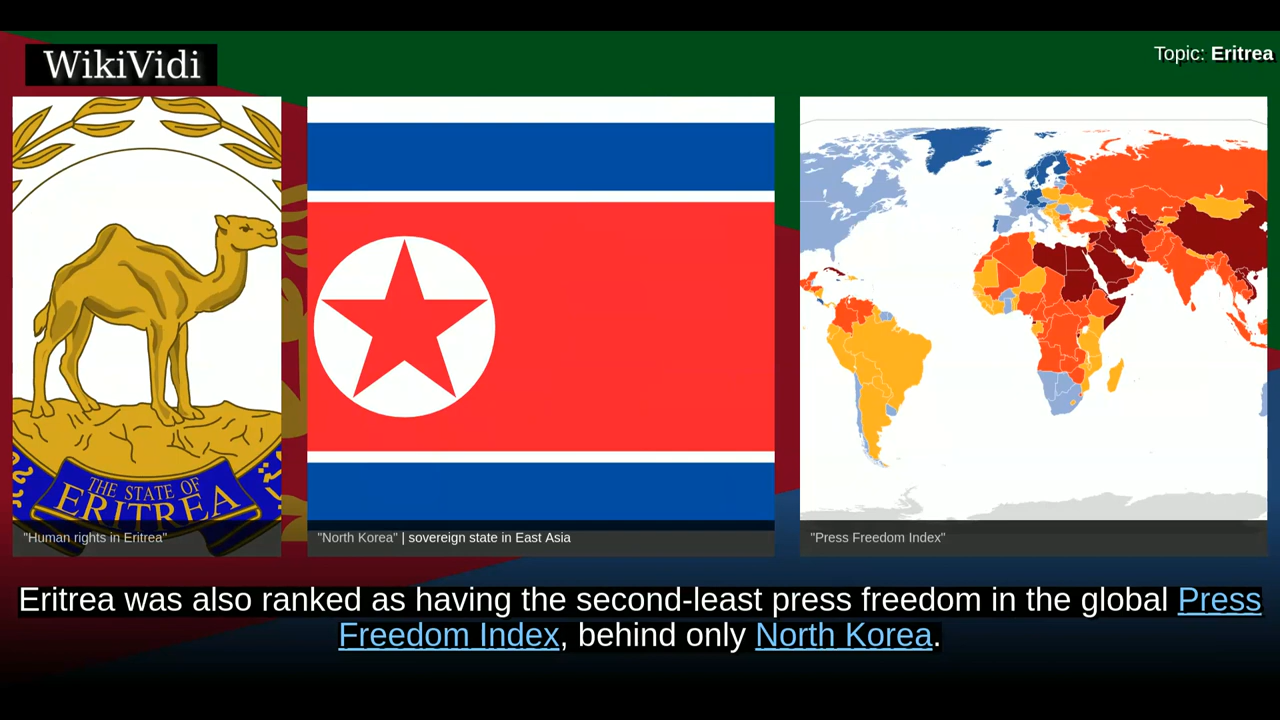 WikiVidi
Topic: Eritrea
THE STATE OF
ERITREA
"Human rights in Eritrea"
"North Korea" | sovereign state in East Asia
"Press Freedom Index"
Eritrea was also ranked as having the second-least press freedom in the global Press
Freedom Index, behind only North Korea.